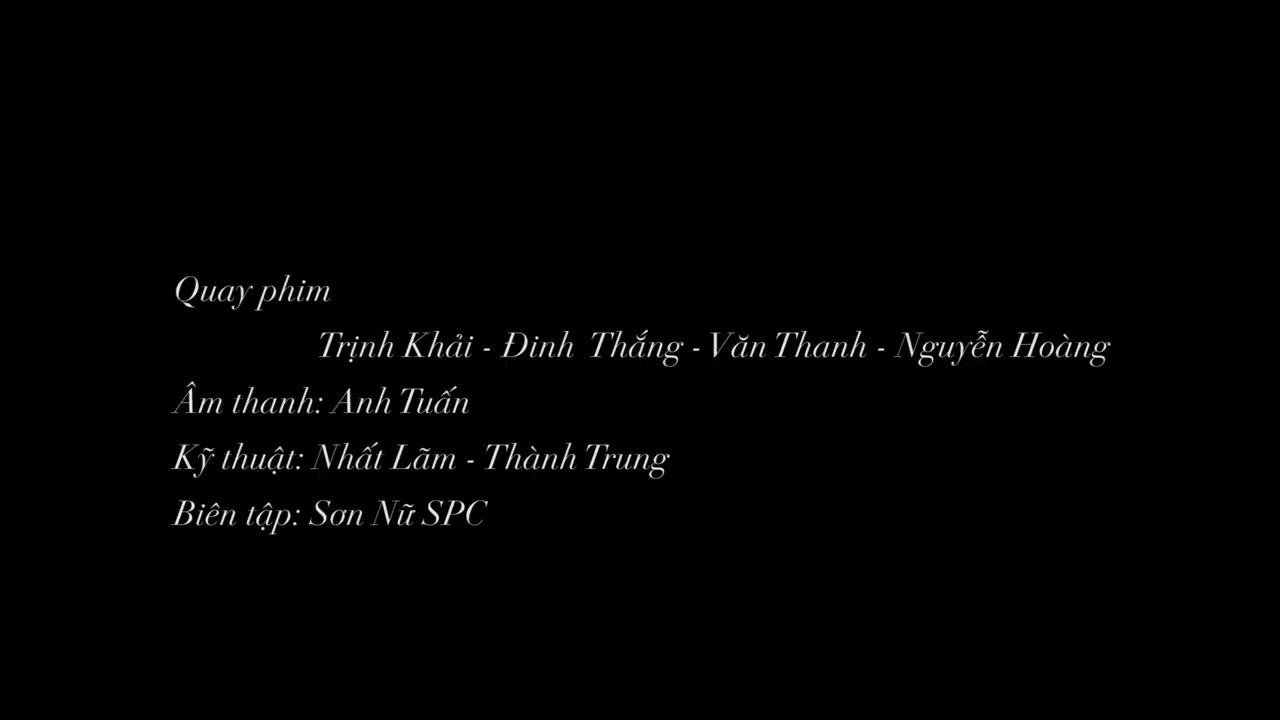 Quay phim
Trịnh Khải - Đinh Thắng - Văn Thanh - Nguyễn Hoàng
Âm thanh: Anh Tuấn
Kỹ thuật: Nhất Lãm - Thành Trung
Biên tập: Sơn Nữ SPC